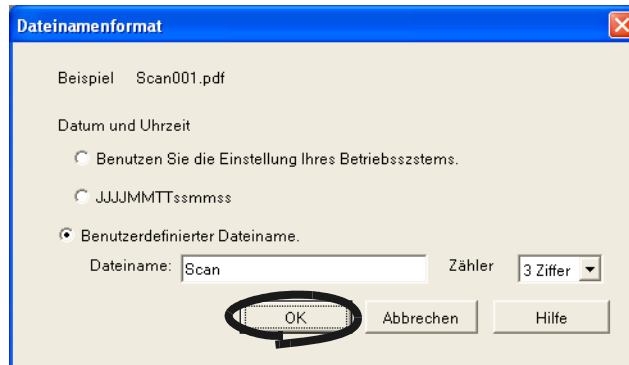 Dateinamenformat
Beispiel Scan001.pdf
Datum und Uhrzeit
Benutzen Sie die Einstellung Ihres Betriebsszstems.
JJJJMMTTssmmss
Benutzerdefinierter Dateiname.
Dateiname: Scan Zähler 3 Ziffer
OK Abbrechen Hilfe